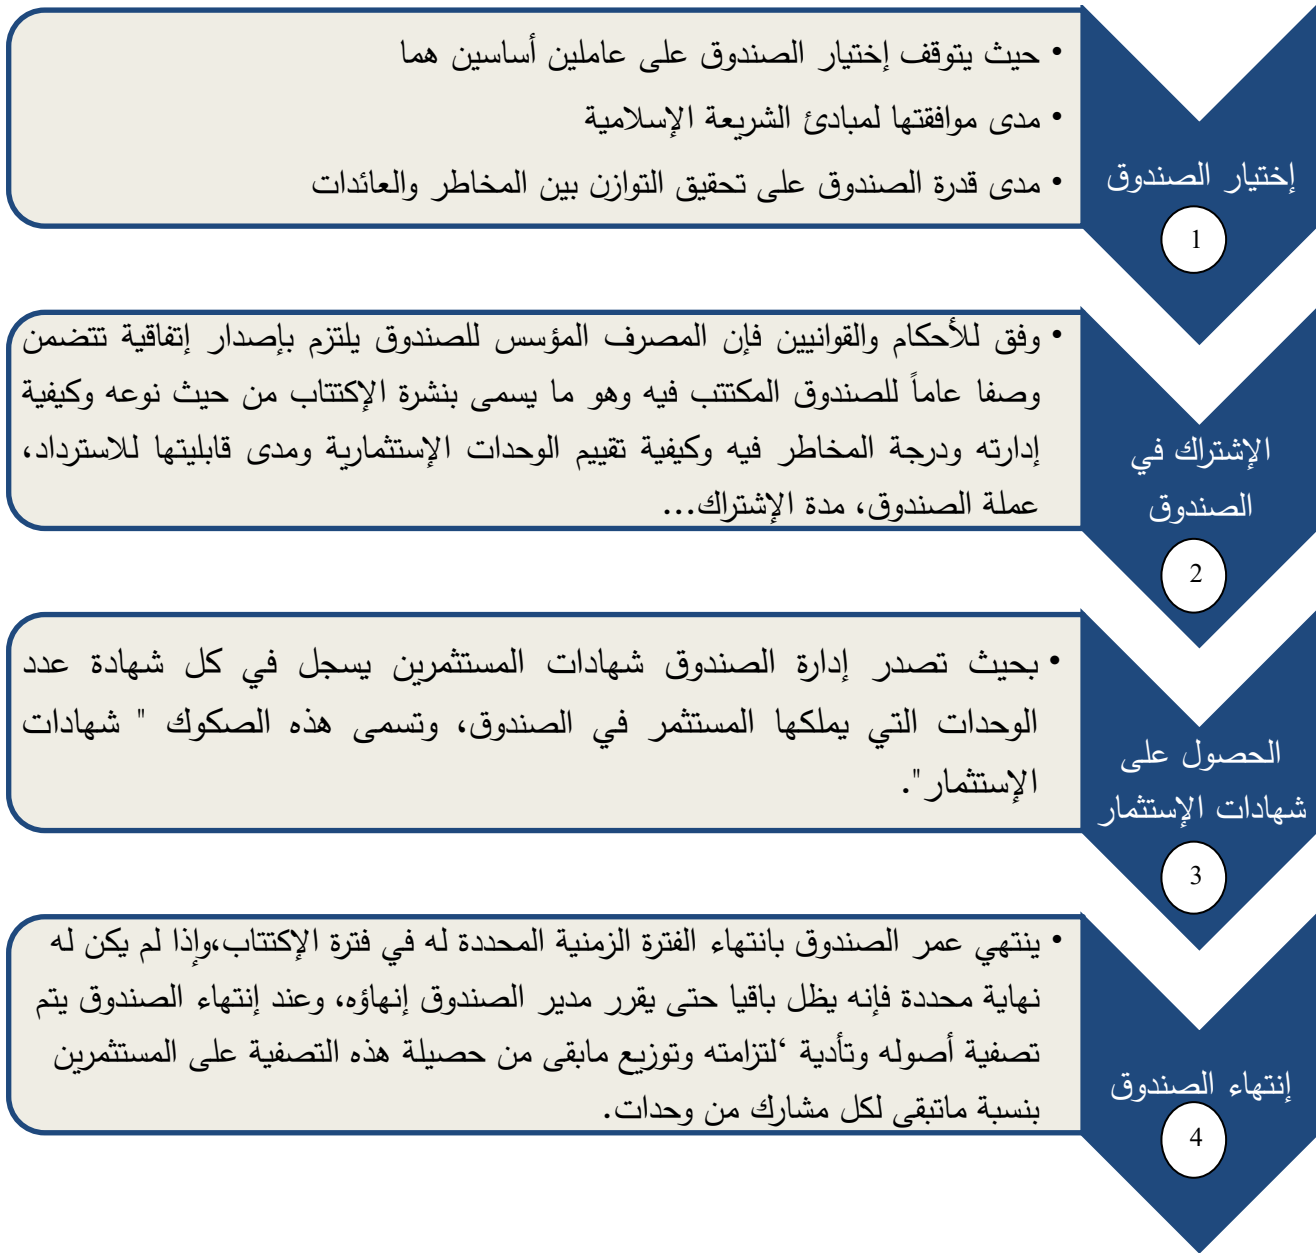 إختيار الصندوق
1
• حيث يتوقف إختيار الصندوق على عاملين أساسين هما
• مدى موافقتها لمبادئ الشريعة الإسلامية
• مدى قدرة الصندوق على تحقيق التوازن بين المخاطر والعائدات
الإشتراك في
الصندوق
2
• وفق للأحكام والقوانيين فإن المصرف المؤسس للصندوق يلتزم بإصدار إتفاقية تتضمن
وصفا عاماً للصندوق المكتتب فيه وهو ما يسمى بنشرة الإكتتاب من حيث نوعه وكيفية
إدارته ودرجة المخاطر فيه وكيفية تقييم الوحدات الإستثمارية ومدى قابليتها للاسترداد،
عملة الصندوق، مدة الإشتراك...
الحصول على
شهادات الإستثمار
3
• بحيث تصدر إدارة الصندوق شهادات المستثمرين يسجل في كل شهادة عدد
الوحدات التي يملكها المستثمر في الصندوق، وتسمى هذه الصكوك " شهادات
الإستثمار".
إنتهاء الصندوق
4
• ينتهي عمر الصندوق بانتهاء الفترة الزمنية المحددة له في فترة الإكتتاب،وإذا لم يكن له
نهاية محددة فإنه يظل باقيا حتى يقرر مدير الصندوق إنهاؤه، وعند إنتهاء الصندوق يتم
تصفية أصوله وتأدية ‘لتزامته وتوزيع مابقى من حصيلة هذه التصفية على المستثمرين
بنسبة ماتبقى لكل مشارك من وحدات.